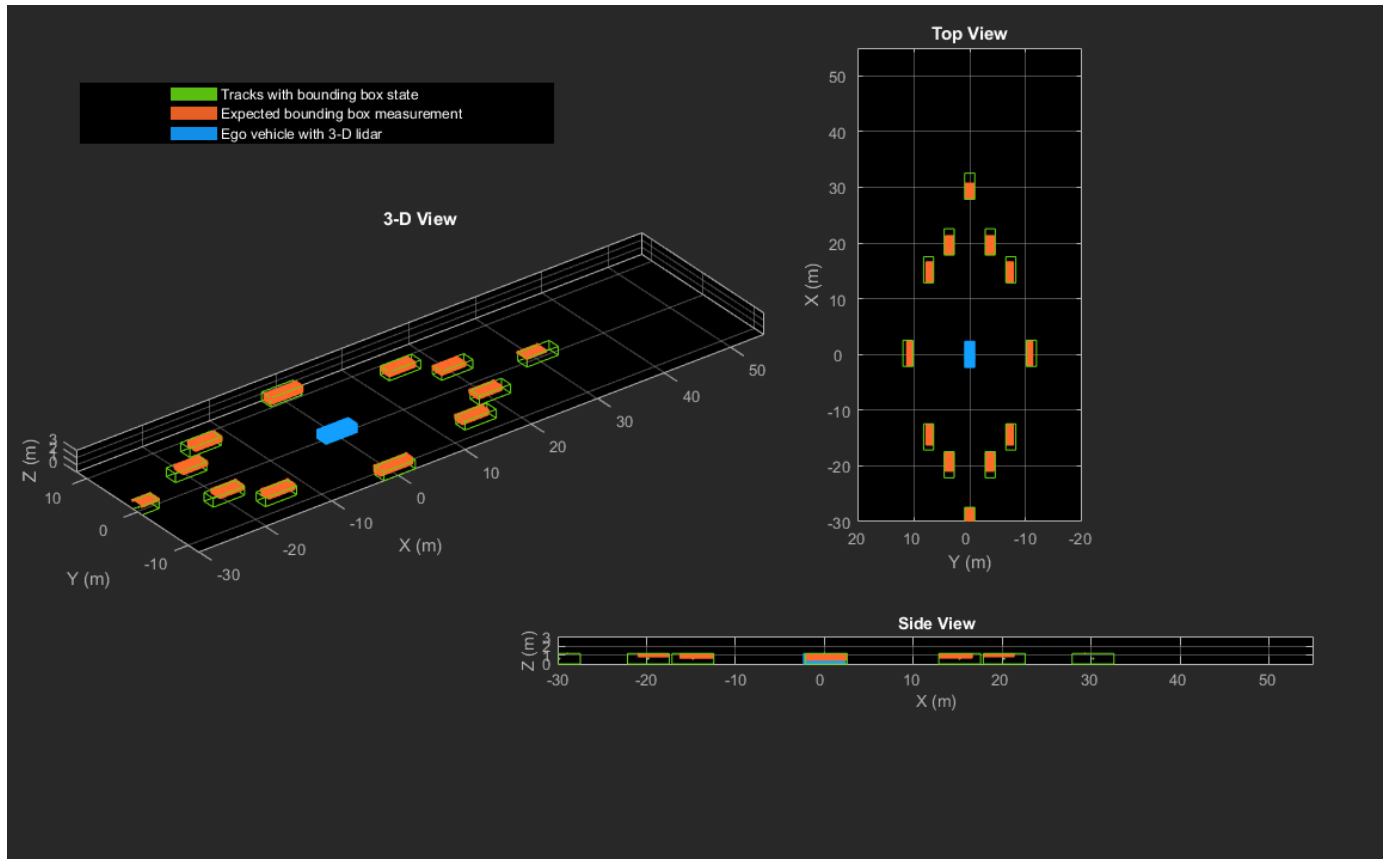 Top View
Tracks with bounding box state
Expected bounding box measurement
Ego vehicle with 3-D lidar
50
40
30
20
10
0
-10
-20
-30
X (m)
20 10 0 -10 -20
Y (m)
3-D View
3
2
1
0
Z (m)
10
0
-10
Y (m)
-30
-20
-10
0
10
20
30
40
50
X (m)
Side View
3
2
1
0
Z (m)
-30 -20 -10 0 10 20 30 40 50
X (m)